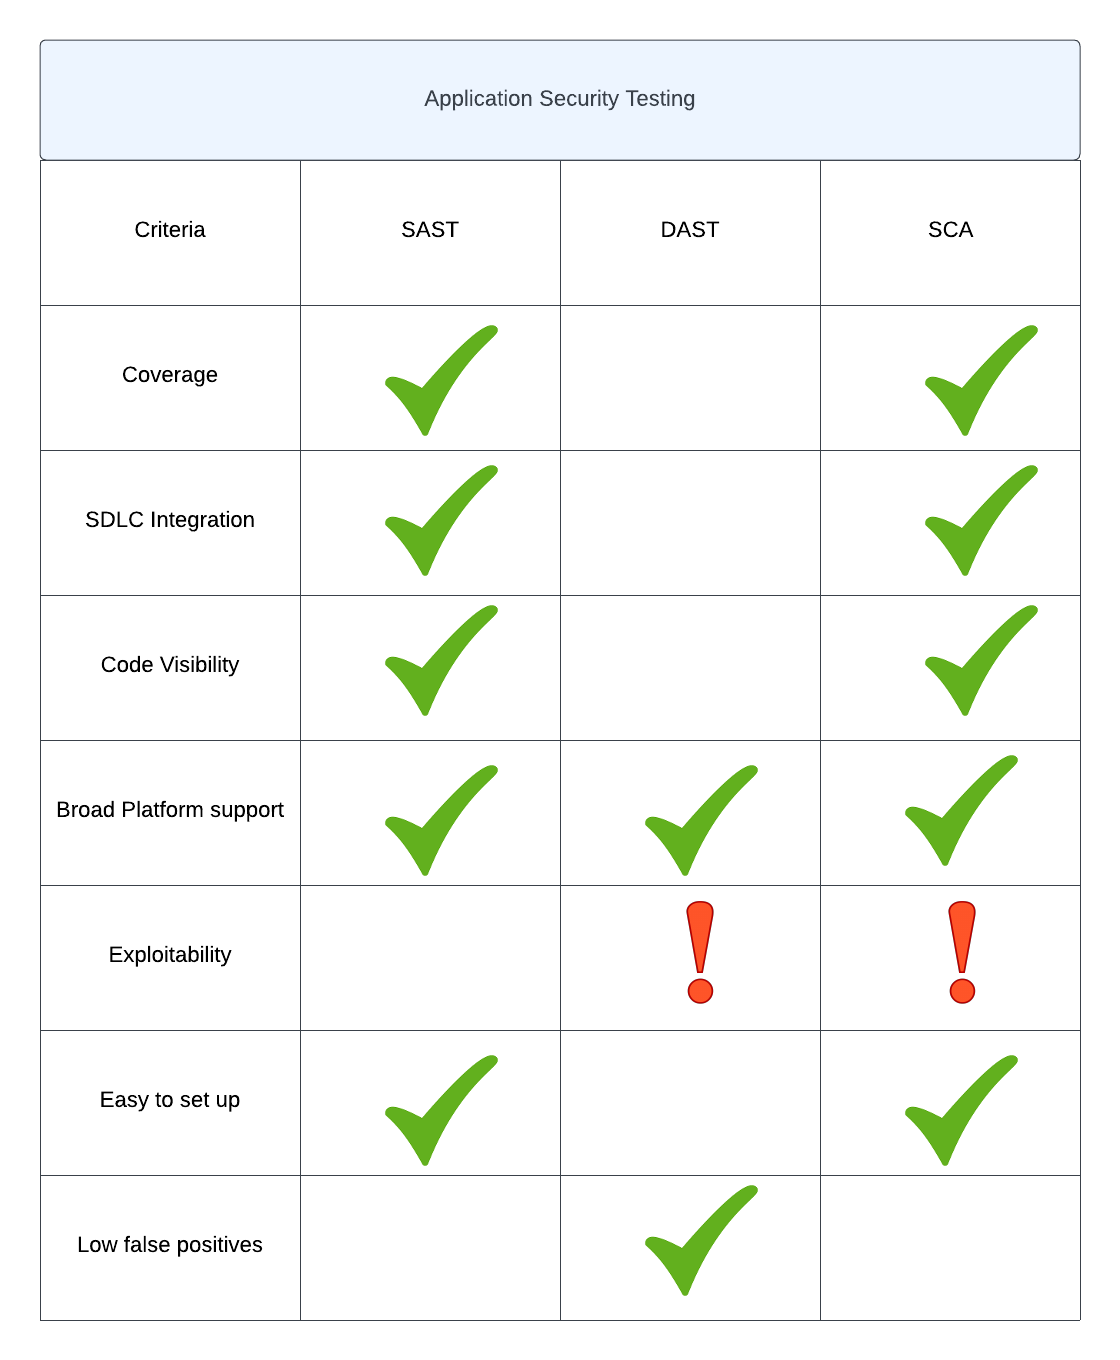 Application Security Testing
Criteria
SAST
DAST
SCA
Coverage
SDLC Integration
Code Visibility
Broad Platform support
Exploitability
Easy to set up
Low false positives